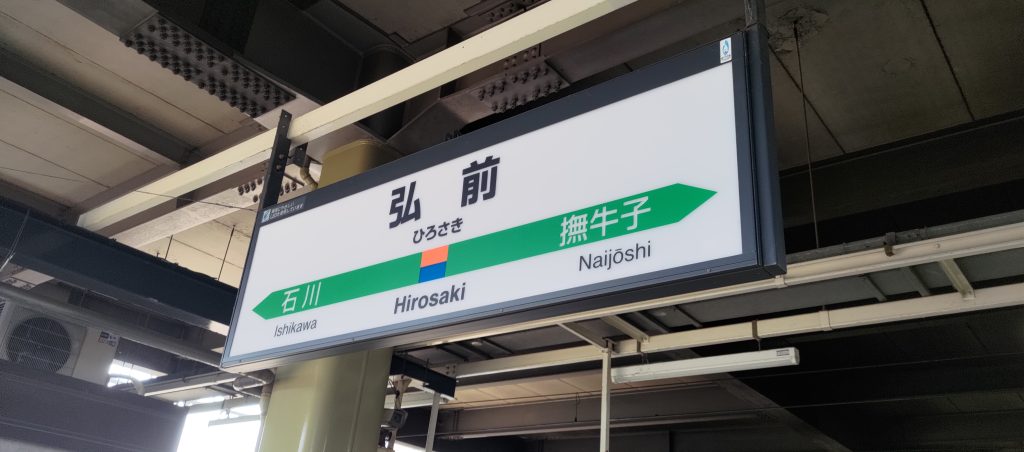 弘前
ひろさき
石川
撫牛子
Ishikawa
Hirosaki
Naijōshi